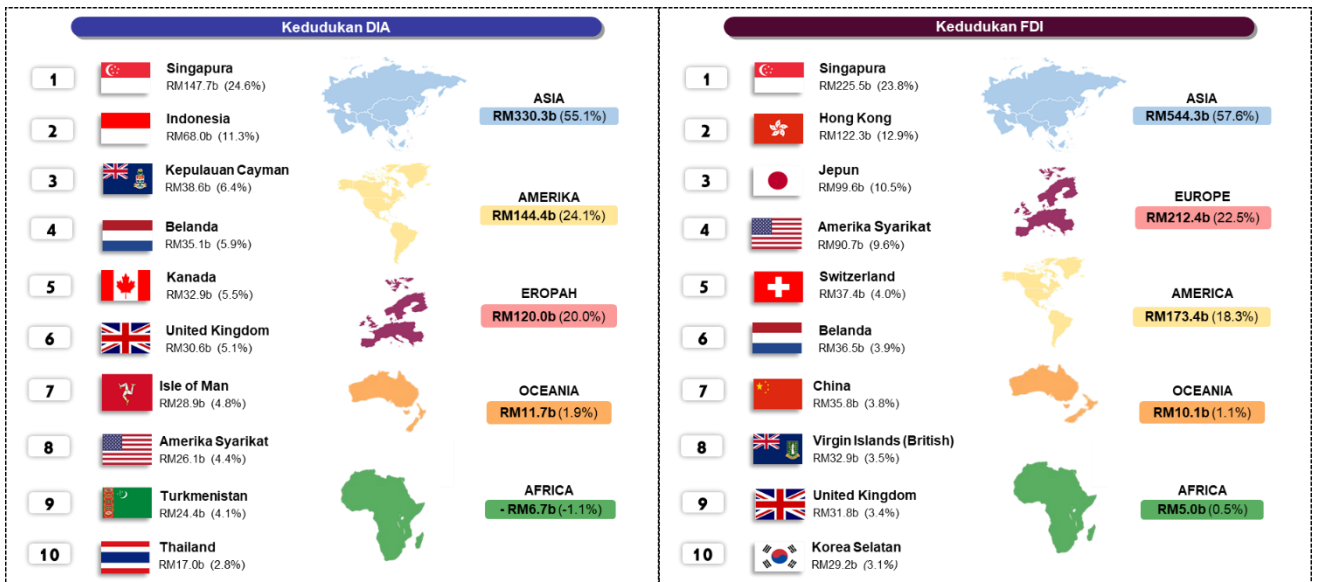 Kedudukan DIA
1
Singapura
RM147.7b (24.6%)
2
Indonesia
RM68.0b (11.3%)
3
Kepulauan Cayman
RM38.6b (6.4%)
4
Belanda
RM35.1b (5.9%)
5
Kanada
RM32.9b (5.5%)
6
United Kingdom
RM30.6b (5.1%)
7
Isle of Man
RM28.9b (4.8%)
8
Amerika Syarikat
RM26.1b (4.4%)
9
Turkmenistan
RM24.4b (4.1%)
10
Thailand
RM17.0b (2.8%)
ASIA
RM330.3b (55.1%)
AMERIKA
RM144.4b (24.1%)
EROPAH
RM120.0b (20.0%)
OCEANIA
RM11.7b (1.9%)
AFRICA
- RM6.7b (-1.1%)
Kedudukan FDI
1
Singapura
RM225.5b (23.8%)
2
Hong Kong
RM122.3b (12.9%)
3
Jepun
RM99.6b (10.5%)
4
Amerika Syarikat
RM90.7b (9.6%)
5
Switzerland
RM37.4b (4.0%)
6
Belanda
RM36.5b (3.9%)
7
China
RM35.8b (3.8%)
8
Virgin Islands (British)
RM32.9b (3.5%)
9
United Kingdom
RM31.8b (3.4%)
10
Korea Selatan
RM29.2b (3.1%)
ASIA
RM544.3b (57.6%)
EUROPE
RM212.4b (22.5%)
AMERICA
RM173.4b (18.3%)
OCEANIA
RM10.1b (1.1%)
AFRICA
RM5.0b (0.5%)